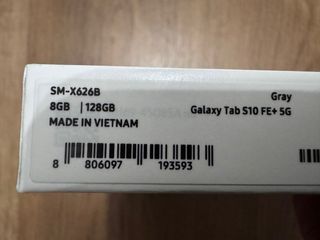 SM-X626B
Gray
8GB | 128GB
Galaxy Tab S10 FE+ 5G
MADE IN VIETNAM
8 806097 193593